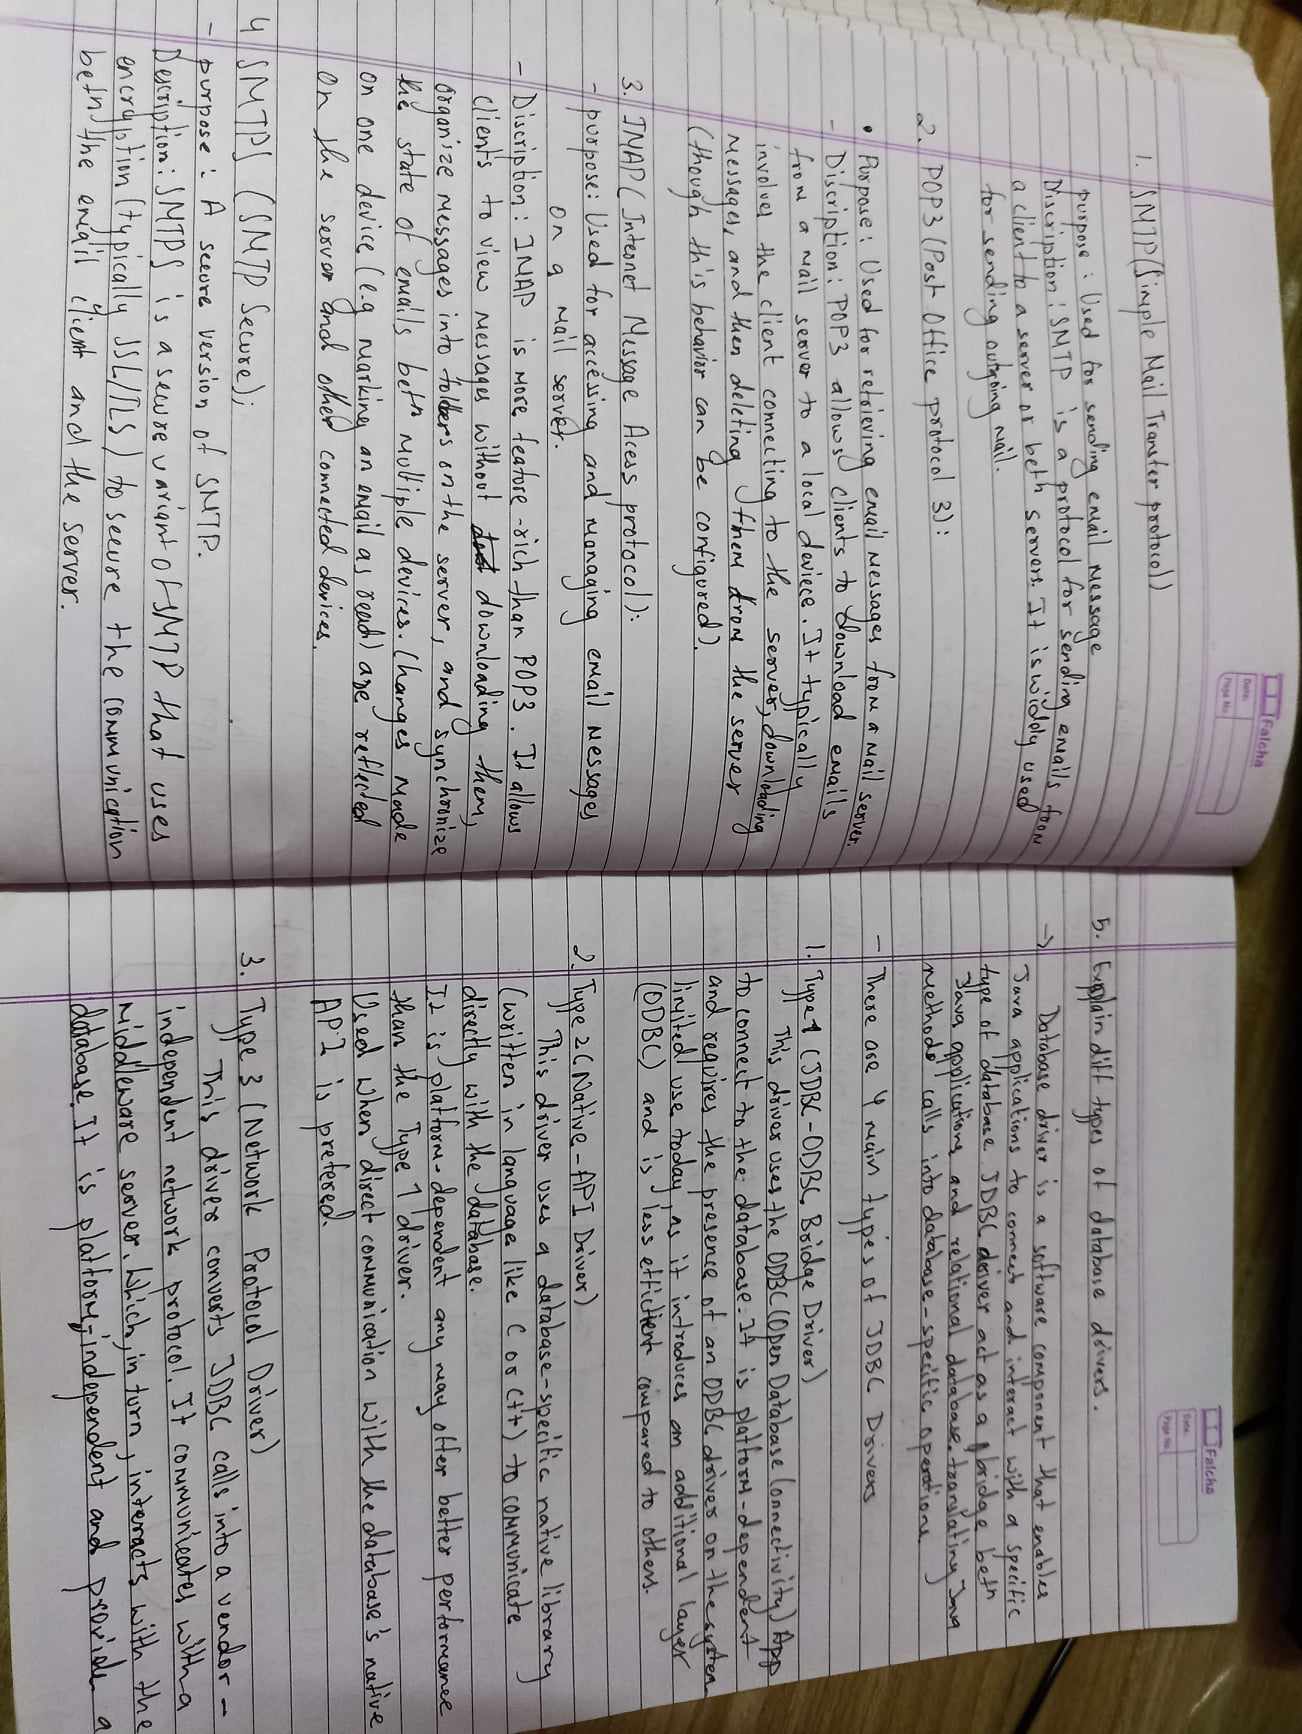 Falcha
Date:
Page No:
1. SMTP(Simple Mail Transfer protocol)
purpose : Used for sending email message
Discription : SMTP is a protocol for sending emails from
a client to a server or betn servers. It is widely used
for sending outgoing mail.
2. POP3 (Post Office protocol 3) :
• Purpose : Used for retrieving email messages from a mail server.
- Discription : POP3 allows clients to download emails
from a mail server to a local deviece. It typically
involves the client connecting to the server, downloading
messages, and then deleting them from the server
(though this behavior can be configured).
3. IMAP ( Internet Message Acess protocol) :
- purpose : Used for accessing and managing email messages
on a mail server.
- Discription : IMAP is more feature-rich than POP3. It allows
clients to view messages without downloading them,
organize messages into folders on the server, and synchronize
the state of emails betn multiple devices. Changes made
on one device (e.g marking an email as read) are reflected
on the server and other connected devices.
4 SMTPS (SMTP Secure) ;
- purpose : A secure version of SMTP.
Description : SMTPS is a secure variant of SMTP that uses
encryption (typically SSL/TLS) to secure the communication
betn the email client and the server.
Falcha
Date:
Page No:
5. Explain diff types of database drivers.
→ Database driver is a software component that enables
Java applications to connect and interact with a specific
type of database JDBC driver act as a bridge betn
Java applications and relational database, translating Java
methods calls into database-specific operations.
- There are 4 main types of JDBC Drivers
1. Type 1 (JDBC-ODBC Bridge Driver)
This driver uses the ODBC (Open Database Connectivity) App
to connect to the database. It is platform-dependent
and requires the presence of an ODBC driver on the system
limited use today as it introduces an additional layer
(ODBC) and is less efficient compared to others.
2. Type 2 (Native-API Driver)
This driver uses a database-specific native library
(written in language like C or C++) to communicate
directly with the database.
It is platform-dependent any may offer better performance
than the Type 1 driver.
Used when direct communication with the database's native
API is prefered.
3. Type 3 (Network Protocol Driver)
This driver converts JDBC calls into a vendor-
independent network protocol. It communicates with a
middleware server. Which, in turn, interacts with the
database. It is platform-independent and provide a